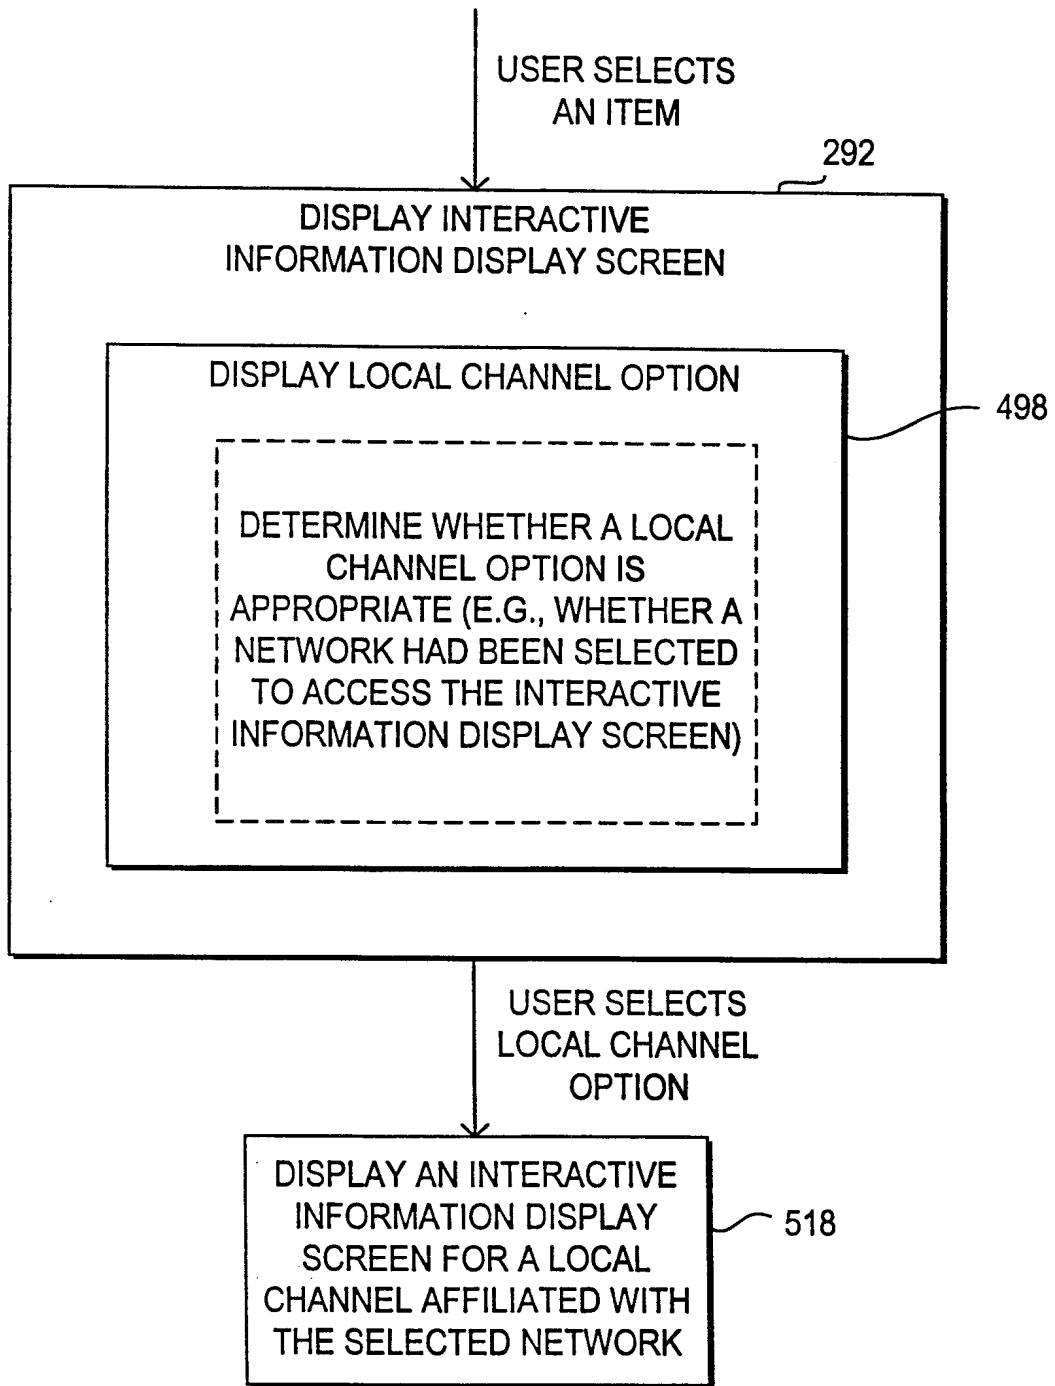 USER SELECTS
AN ITEM
292
DISPLAY INTERACTIVE
INFORMATION DISPLAY SCREEN
DISPLAY LOCAL CHANNEL OPTION
498
DETERMINE WHETHER A LOCAL
CHANNEL OPTION IS
APPROPRIATE (E.G., WHETHER A
NETWORK HAD BEEN SELECTED
TO ACCESS THE INTERACTIVE
INFORMATION DISPLAY SCREEN)
USER SELECTS
LOCAL CHANNEL
OPTION
DISPLAY AN INTERACTIVE
INFORMATION DISPLAY
518
SCREEN FOR A LOCAL
CHANNEL AFFILIATED WITH
THE SELECTED NETWORK